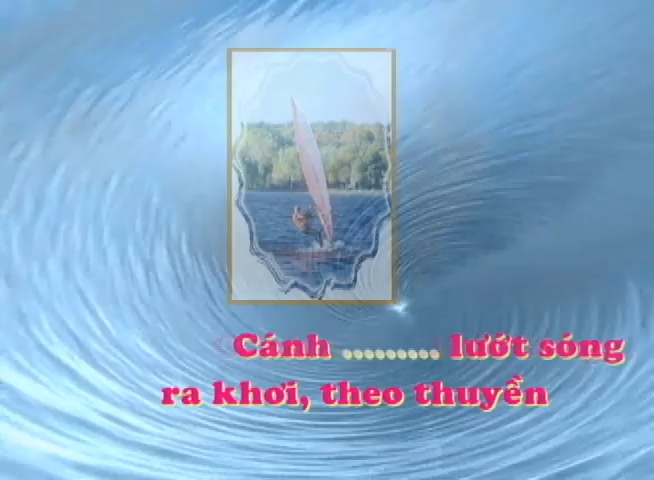 Cánh ......... lướt sóng
ra khơi, theo thuyền